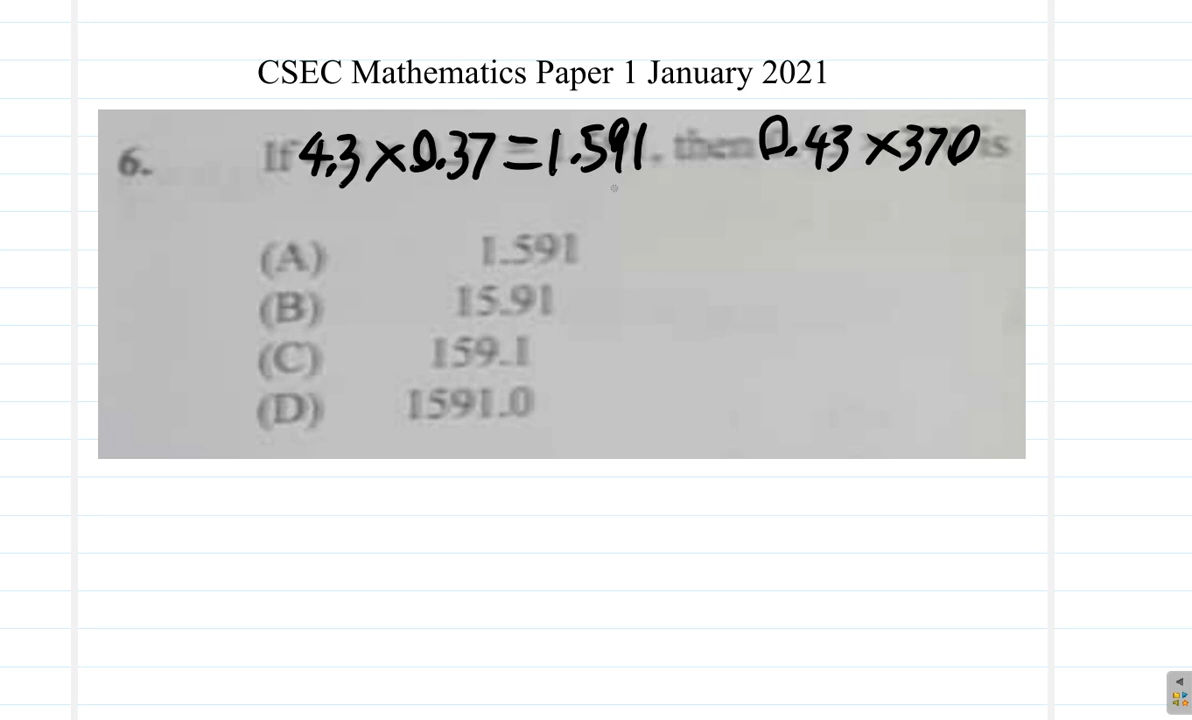 CSEC Mathematics Paper 1 January 2021
6. If 4.3 × 0.37 = 1.591. then 0.43 × 370 is
(A) 1.591
(B) 15.91
(C) 159.1
(D) 1591.0